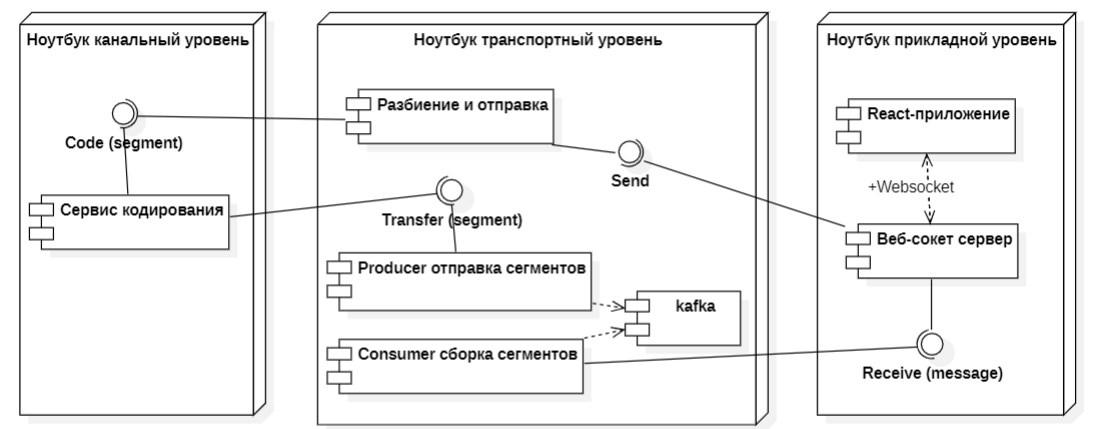 Ноутбук канальный уровень
Code (segment)
Сервис кодирования
Ноутбук транспортный уровень
Разбиение и отправка
Send
Transfer (segment)
Producer отправка сегментов
kafka
Consumer сборка сегментов
Ноутбук прикладной уровень
React-приложение
+Websocket
Веб-сокет сервер
Receive (message)